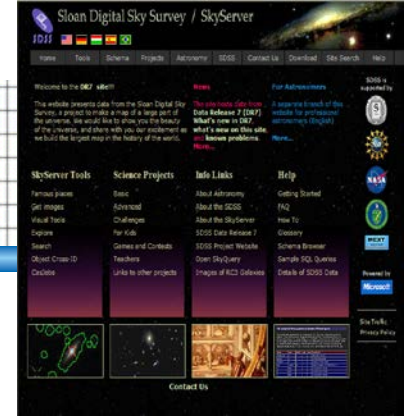 Sloan Digital Sky Survey / SkyServer
SDSS
Home Tools Schema Projects Astronomy SDSS Contact Us Download Site Search Help
Welcome to the DR7 site!!!
This website presents data from the Sloan Digital Sky
Survey, a project to make a map of a large part of
the universe. We would like to show you the beauty
of the universe, and share with you our excitement as
we build the largest map in the history of the world.
News
The site hosts data from
Data Release 7 (DR7)
What's new in DR7,
what's new on this site,
and known problems.
More...
For Astronomers
A separate branch of this
website for professional
astronomers (English)
More...
SDSS is
supported by
NASA
NEXT
Powered by
Microsoft
Site Traffic
Privacy Policy
SkyServer Tools
Famous places
Get images
Visual Tools
Explore
Search
Object Cross-ID
CasJobs
Science Projects
Basic
Advanced
Challenges
For Kids
Games and Contests
Teachers
Links to other projects
Info Links
About Astronomy
About the SDSS
About the SkyServer
SDSS Data Release 7
SDSS Project Website
Open SkyQuery
Images of RC3 Galaxies
Help
Getting Started
FAQ
How To
Glossary
Schema Browser
Sample SQL Queries
Details of SDSS Data
Contact Us